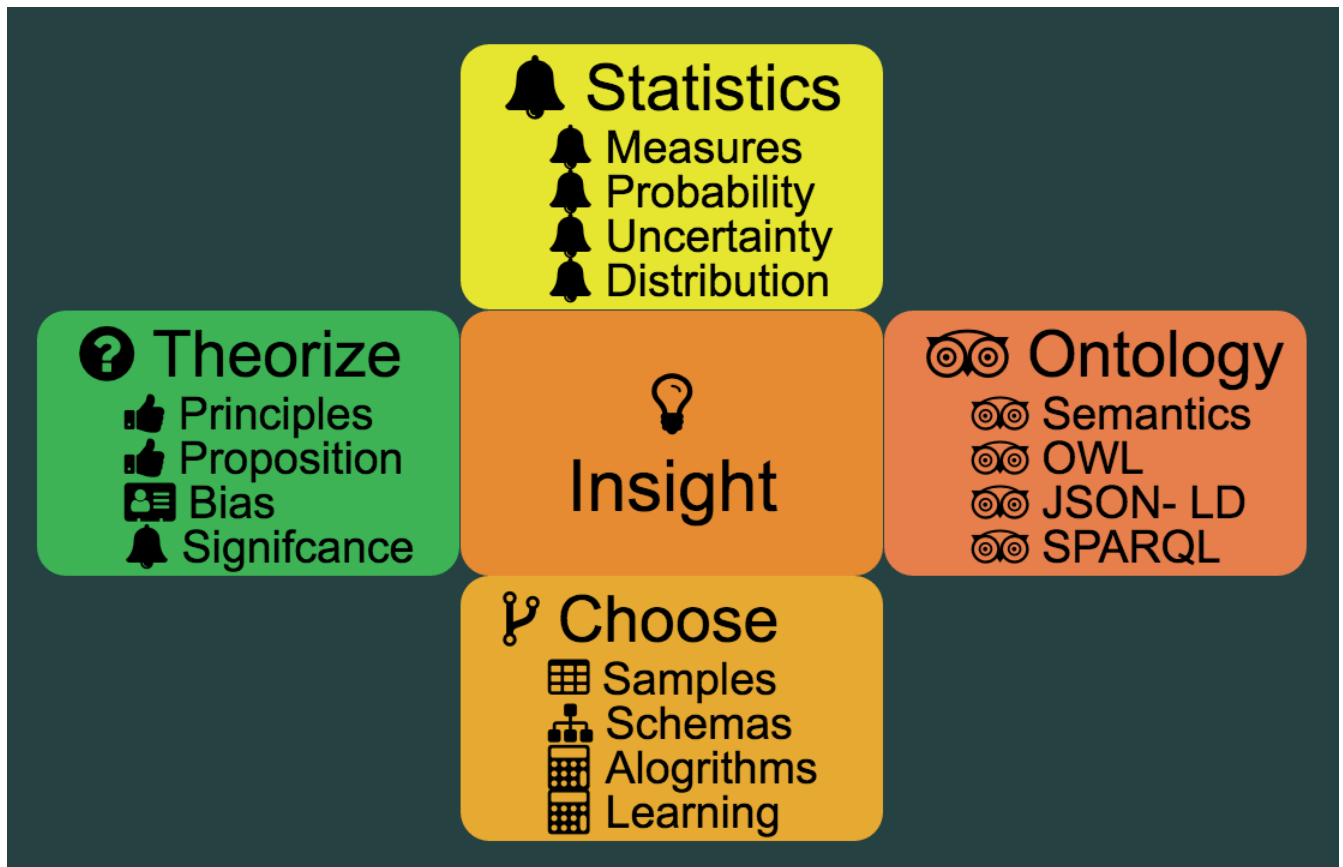 Statistics
Measures
Probability
Uncertainty
Distribution
Theorize
Principles
Proposition
Bias
Signifcance
Insight
Ontology
Semantics
OWL
JSON- LD
SPARQL
Choose
Samples
Schemas
Alogrithms
Learning